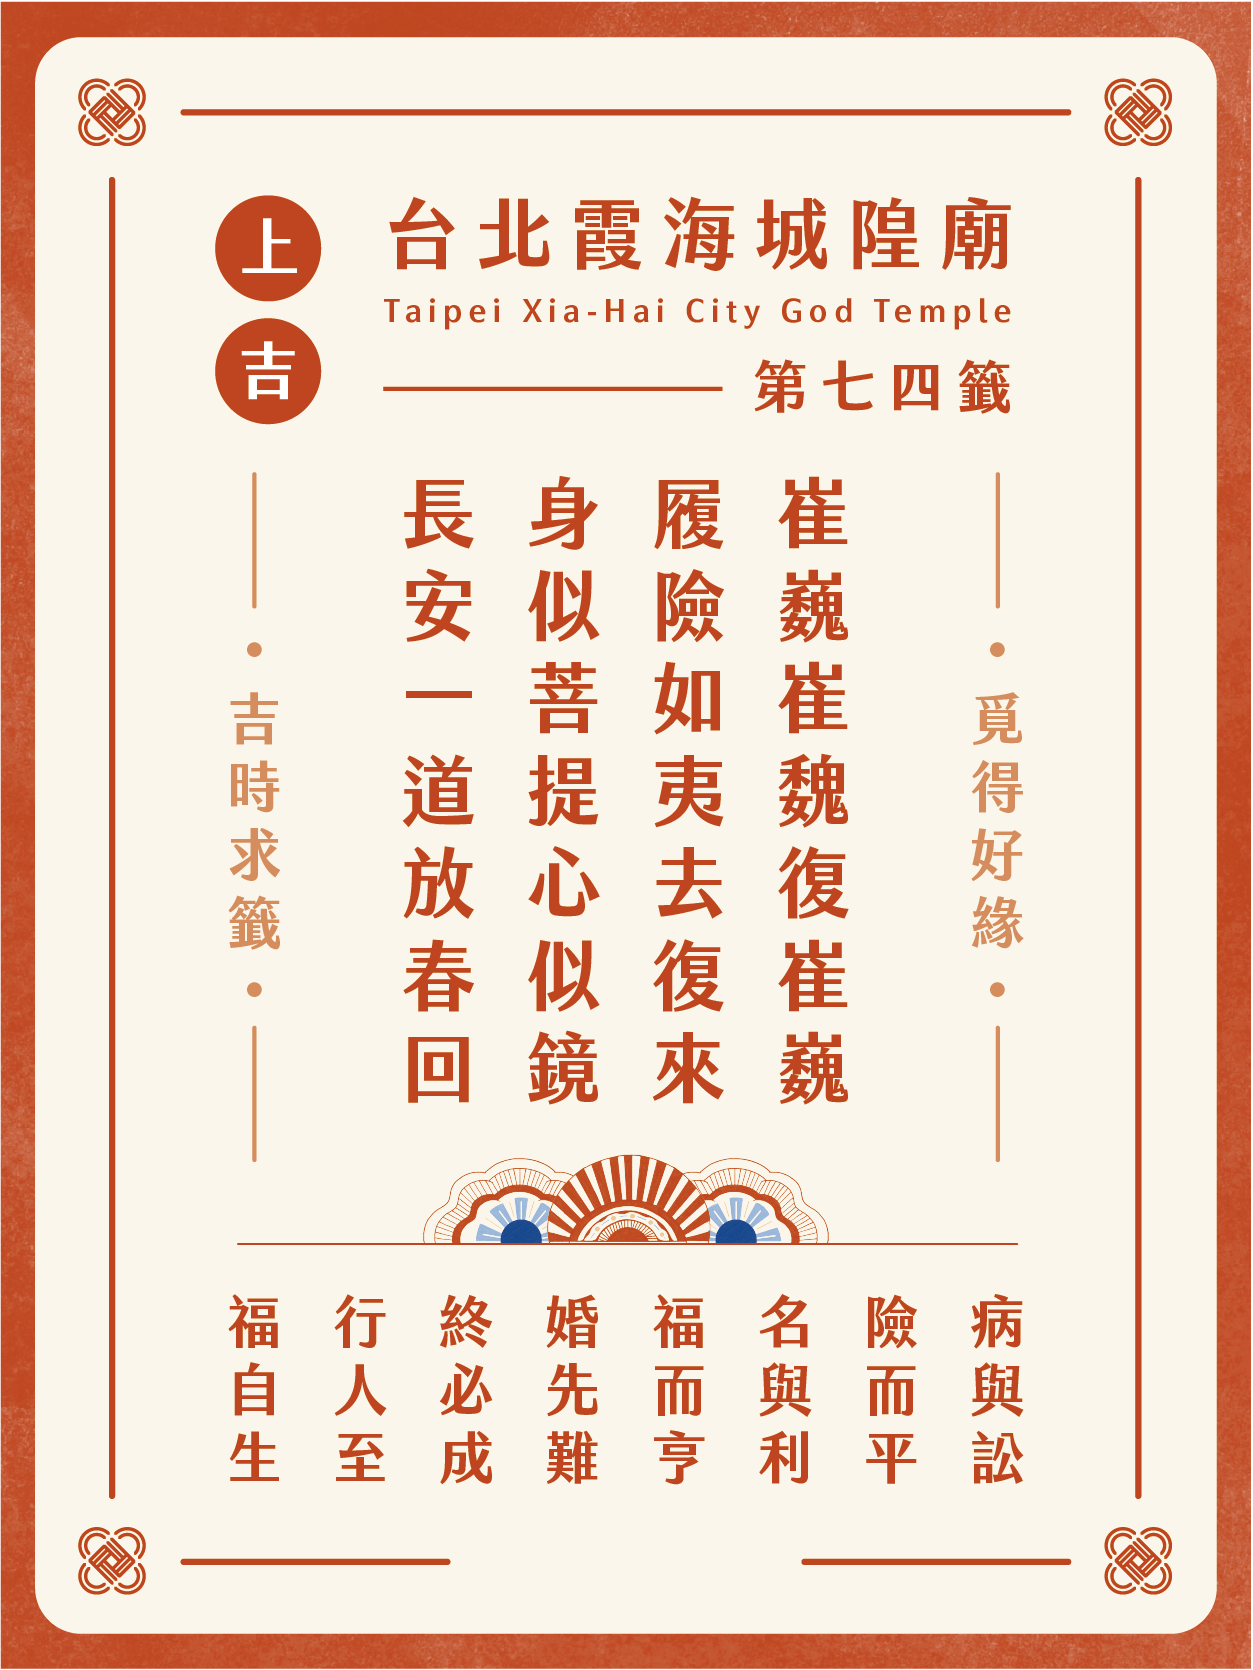 上吉
台北霞海城隍廟
Taipei Xia-Hai City God Temple
第七四籤
覓得好緣
崔巍崔魏復崔巍
履險如夷去復來
身似菩提心似鏡
長安一道放春回
吉時求籤
病與訟
險而平
名與利
福而亨
婚先難
終必成
行人至
福自生